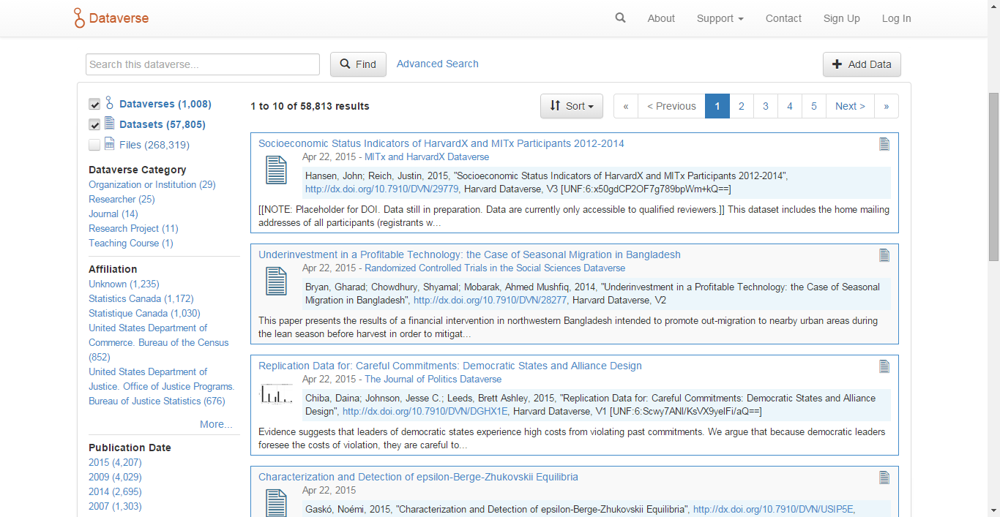 Dataverse
About
Support
Contact
Sign Up
Log In
Search this dataverse...
Find
Advanced Search
Add Data
Dataverses (1,008)
Datasets (57,805)
Files (268,319)
Dataverse Category
Organization or Institution (29)
Researcher (25)
Journal (14)
Research Project (11)
Teaching Course (1)
Affiliation
Unknown (1,235)
Statistics Canada (1,172)
Statistique Canada (1,030)
United States Department of
Commerce. Bureau of the Census
(852)
United States Department of
Justice. Office of Justice Programs.
Bureau of Justice Statistics (676)
More...
Publication Date
2015 (4,207)
2009 (4,029)
2014 (2,695)
2007 (1,303)
1 to 10 of 58,813 results
Sort
« < Previous 1 2 3 4 5 Next > »
Socioeconomic Status Indicators of HarvardX and MITx Participants 2012-2014
Apr 22, 2015 - MITx and HarvardX Dataverse
Hansen, John; Reich, Justin, 2015, "Socioeconomic Status Indicators of HarvardX and MITx Participants 2012-2014",
http://dx.doi.org/10.7910/DVN/29779, Harvard Dataverse, V3 [UNF:6:x50gdCP2OF7g789bpWm+kQ==]
[[NOTE: Placeholder for DOI. Data still in preparation. Data are currently only accessible to qualified reviewers.]] This dataset includes the home mailing
addresses of all participants (registrants w...
Underinvestment in a Profitable Technology: the Case of Seasonal Migration in Bangladesh
Apr 22, 2015 - Randomized Controlled Trials in the Social Sciences Dataverse
Bryan, Gharad; Chowdhury, Shyamal; Mobarak, Ahmed Mushfiq, 2014, "Underinvestment in a Profitable Technology: the Case of Seasonal
Migration in Bangladesh", http://dx.doi.org/10.7910/DVN/28277, Harvard Dataverse, V2
This paper presents the results of a financial intervention in northwestern Bangladesh intended to promote out-migration to nearby urban areas during
the lean season before harvest in order to mitigat...
Replication Data for: Careful Commitments: Democratic States and Alliance Design
Apr 22, 2015 - The Journal of Politics Dataverse
Chiba, Daina; Johnson, Jesse C.; Leeds, Brett Ashley, 2015, "Replication Data for: Careful Commitments: Democratic States and Alliance
Design", http://dx.doi.org/10.7910/DVN/DGHX1E, Harvard Dataverse, V1 [UNF:6:Scwy7ANI/KsVX9yelFi/aQ==]
Evidence suggests that leaders of democratic states experience high costs from violating past commitments. We argue that because democratic leaders
foresee the costs of violation, they are careful to...
Characterization and Detection of epsilon-Berge-Zhukovskii Equilibria
Apr 22, 2015
Gaskó, Noémi, 2015, "Characterization and Detection of epsilon-Berge-Zhukovskii Equilibria", http://dx.doi.org/10.7910/DVN/USIP5E,